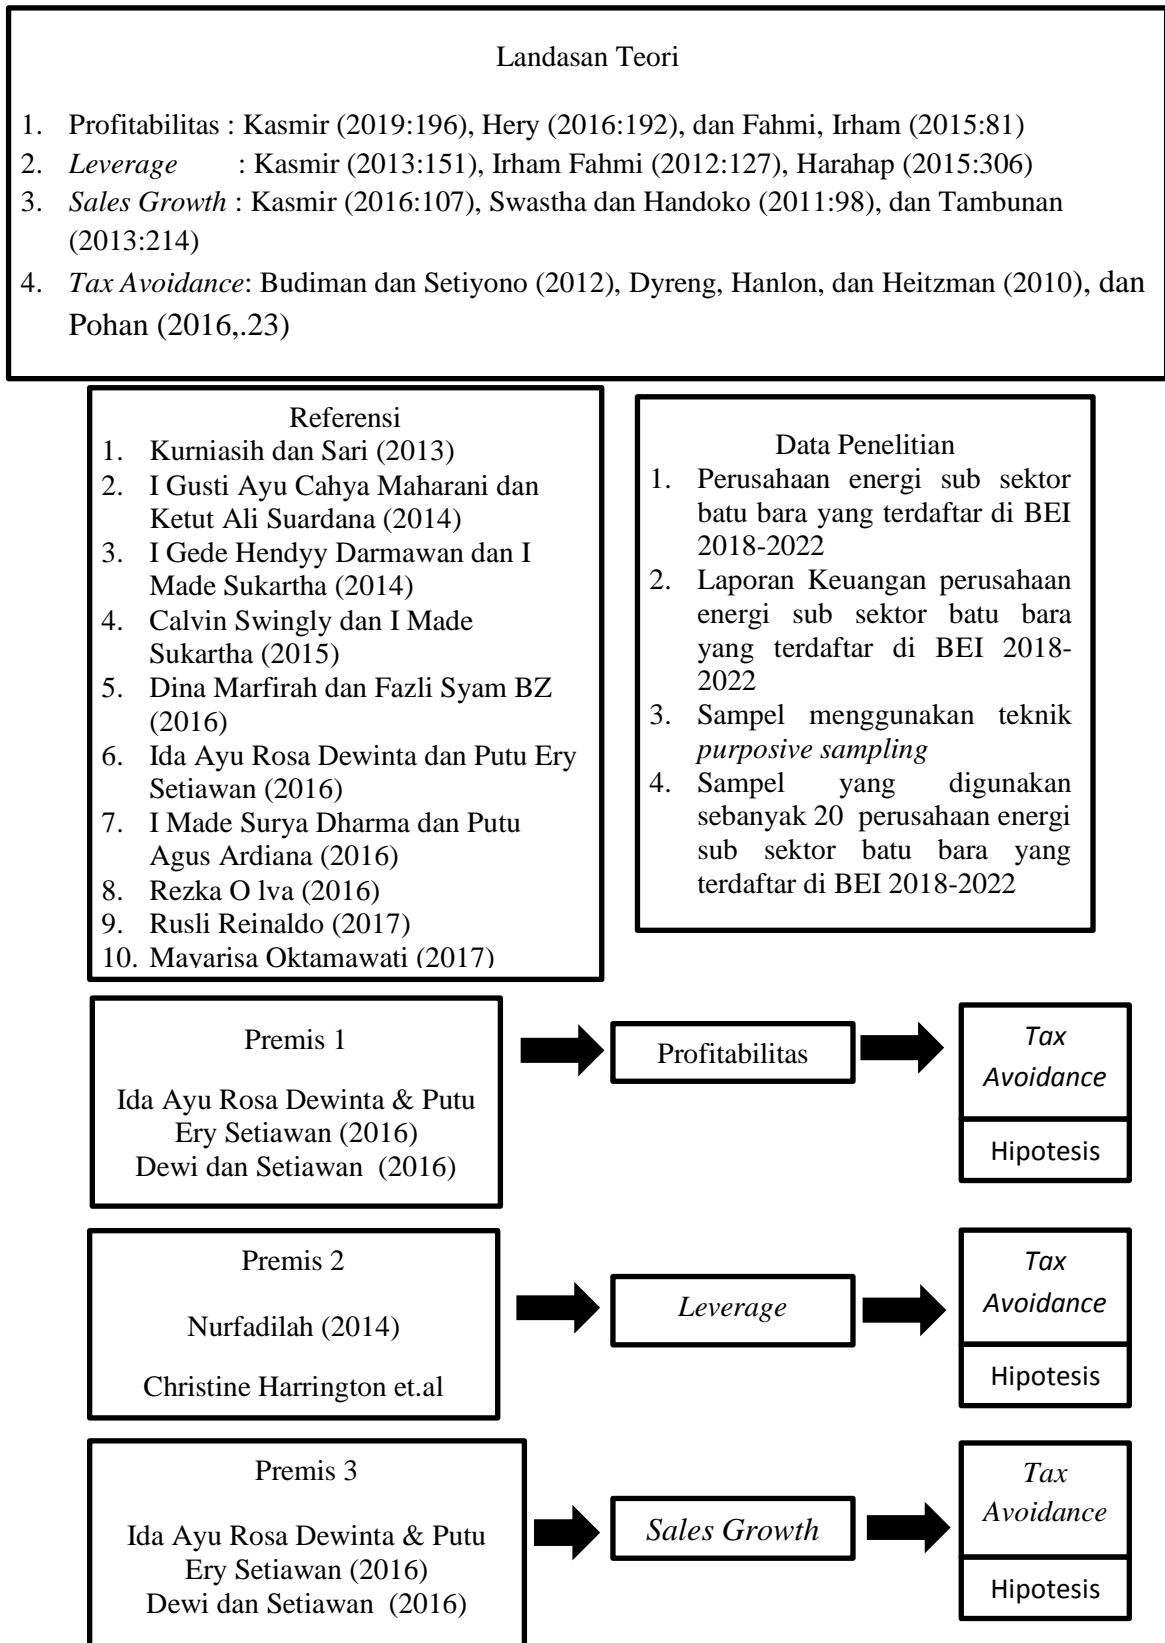 Landasan Teori
1. Profitabilitas : Kasmir (2019:196), Hery (2016:192), dan Fahmi, Irham (2015:81)
2. Leverage : Kasmir (2013:151), Irham Fahmi (2012:127), Harahap (2015:306)
3. Sales Growth : Kasmir (2016:107), Swastha dan Handoko (2011:98), dan Tambunan
(2013:214)
4. Tax Avoidance: Budiman dan Setiyono (2012), Dyreng, Hanlon, dan Heitzman (2010), dan
Pohan (2016,.23)
Referensi
1. Kurniasih dan Sari (2013)
2. I Gusti Ayu Cahya Maharani dan
Ketut Ali Suardana (2014)
3. I Gede Hendyy Darmawan dan I
Made Sukartha (2014)
4. Calvin Swingly dan I Made
Sukartha (2015)
5. Dina Marfirah dan Fazli Syam BZ
(2016)
6. Ida Ayu Rosa Dewinta dan Putu Ery
Setiawan (2016)
7. I Made Surya Dharma dan Putu
Agus Ardiana (2016)
8. Rezka O lva (2016)
9. Rusli Reinaldo (2017)
10. Mayarisa Oktamawati (2017)
Data Penelitian
1. Perusahaan energi sub sektor
batu bara yang terdaftar di BEI
2018-2022
2. Laporan Keuangan perusahaan
energi sub sektor batu bara
yang terdaftar di BEI 2018-
2022
3. Sampel menggunakan teknik
purposive sampling
4. Sampel yang digunakan
sebanyak 20 perusahaan energi
sub sektor batu bara yang
terdaftar di BEI 2018-2022
Premis 1
Ida Ayu Rosa Dewinta & Putu
Ery Setiawan (2016)
Dewi dan Setiawan (2016)
Profitabilitas
Tax
Avoidance
Hipotesis
Premis 2
Nurfadilah (2014)
Christine Harrington et.al
Leverage
Tax
Avoidance
Hipotesis
Premis 3
Ida Ayu Rosa Dewinta & Putu
Ery Setiawan (2016)
Dewi dan Setiawan (2016)
Sales Growth
Tax
Avoidance
Hipotesis